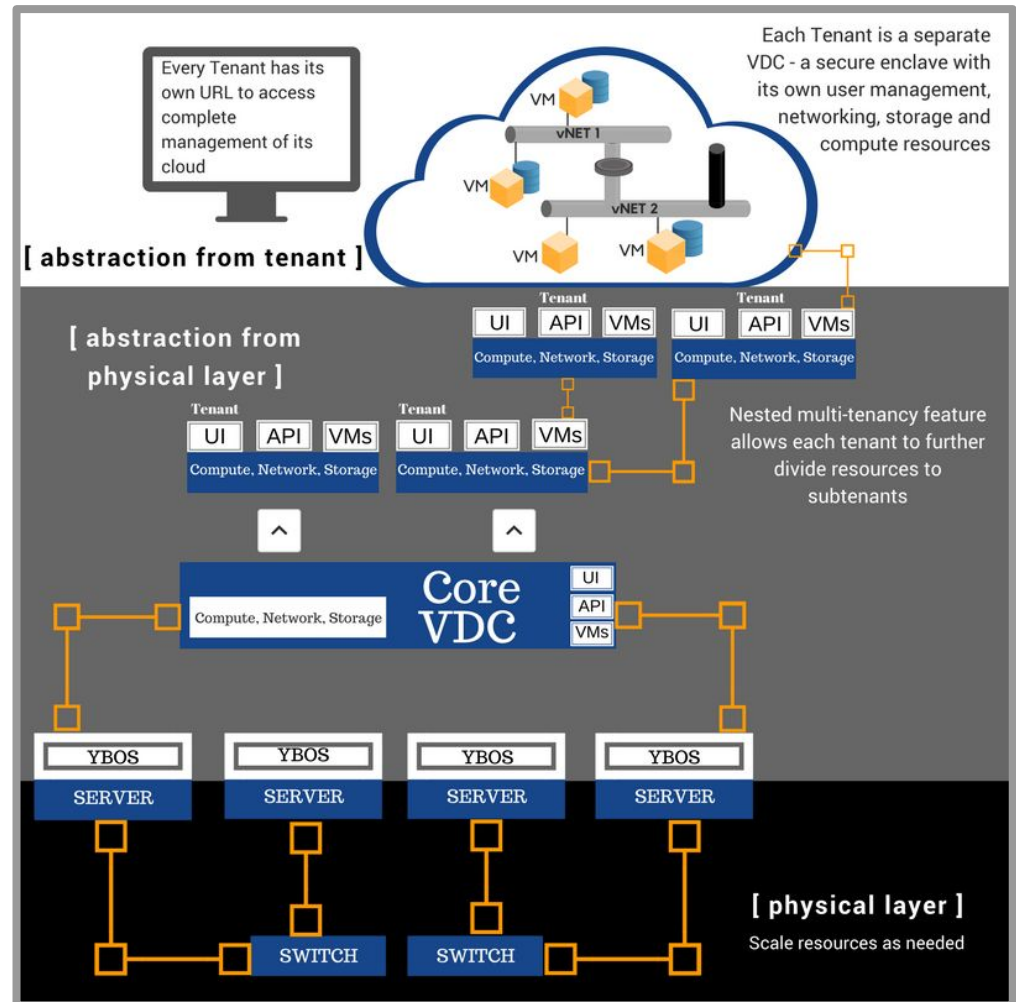 Every Tenant has its
own URL to access
complete
management of its
cloud
Each Tenant is a separate
VDC - a secure enclave with
its own user management,
networking, storage and
compute resources
VM
vNET 1
VM
vNET 2
VM
VM
[ abstraction from tenant ]
[ abstraction from
physical layer ]
Tenant
UI
API
VMs
Compute, Network, Storage
Tenant
UI
API
VMs
Compute, Network, Storage
Nested multi-tenancy feature
allows each tenant to further
divide resources to
subtenants
Tenant
UI
API
VMs
Compute, Network, Storage
Tenant
UI
API
VMs
Compute, Network, Storage
Core
VDC
Compute, Network, Storage
UI
API
VMs
YBOS
SERVER
YBOS
SERVER
YBOS
SERVER
YBOS
SERVER
SWITCH
SWITCH
[ physical layer ]
Scale resources as needed